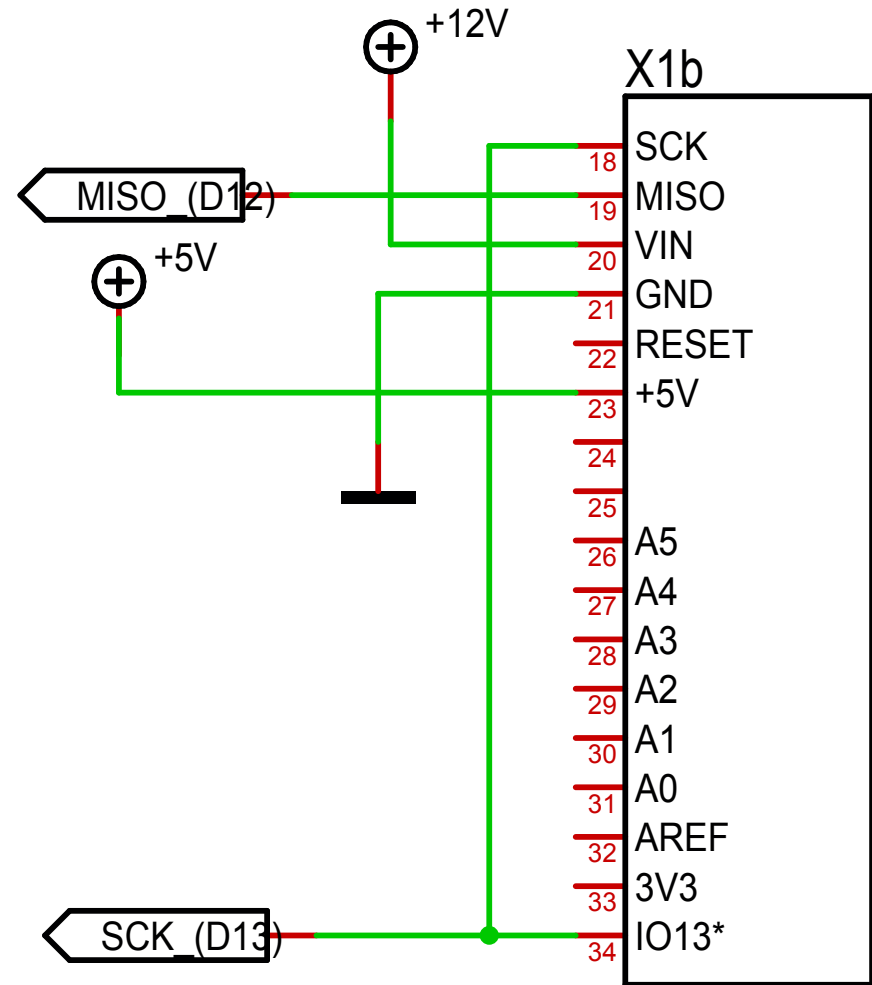 +12V
X1b
18 SCK
MISO_(D12)
19 MISO
+5V
20 VIN
21 GND
22 RESET
23 +5V
24
25
26 A5
27 A4
28 A3
29 A2
30 A1
31 A0
32 AREF
33 3V3
SCK_(D13)
34 IO13*